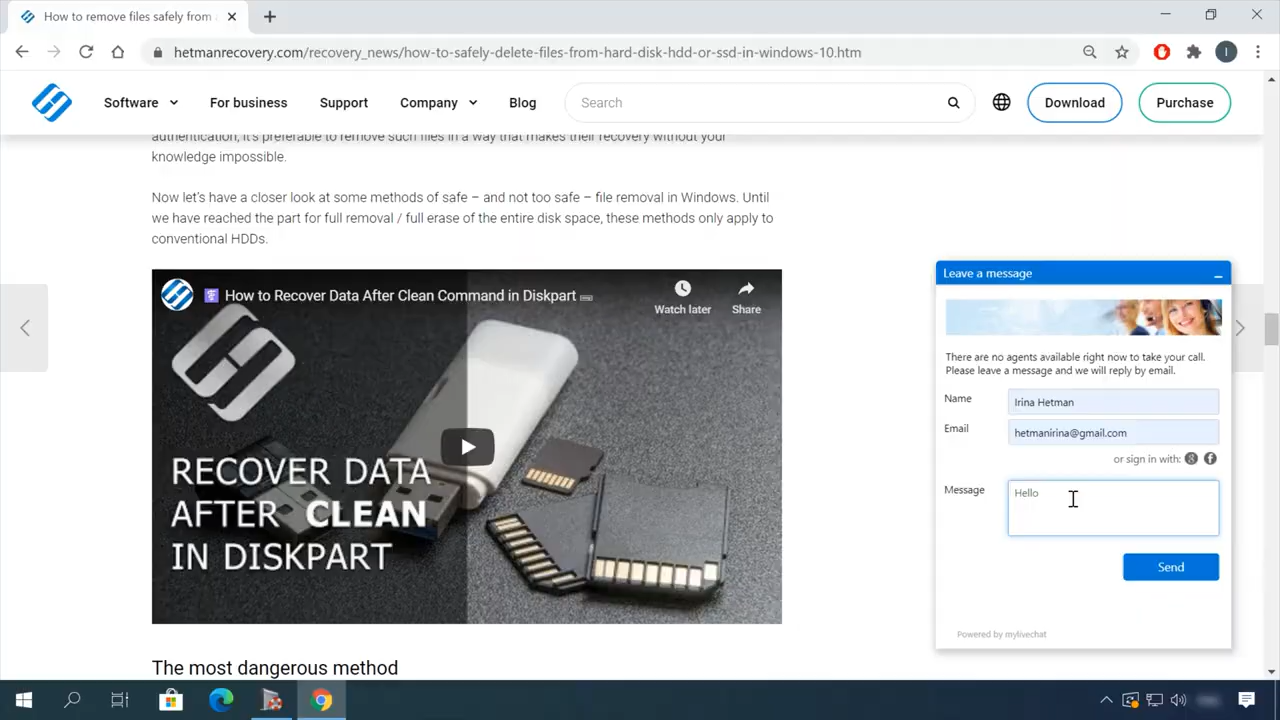 How to remove files safely from
hetmanrecovery.com/recovery_news/how-to-safely-delete-files-from-hard-disk-hdd-or-ssd-in-windows-10.htm
I
Software
For business
Support
Company
Blog
Search
Download
Purchase
authentication, it's preferable to remove such files in a way that makes their recovery without your
knowledge impossible.
Now let's have a closer look at some methods of safe – and not too safe – file removal in Windows. Until
we have reached the part for full removal / full erase of the entire disk space, these methods only apply to
conventional HDDs.
How to Recover Data After Clean Command in Diskpart
Watch later
Share
RECOVER DATA
AFTER CLEAN
IN DISKPART
The most dangerous method
Leave a message
There are no agents available right now to take your call.
Please leave a message and we will reply by email.
Name
Irina Hetman
Email
hetmanirina@gmail.com
or sign in with:
Message
Hello
Send
Powered by mylivechat